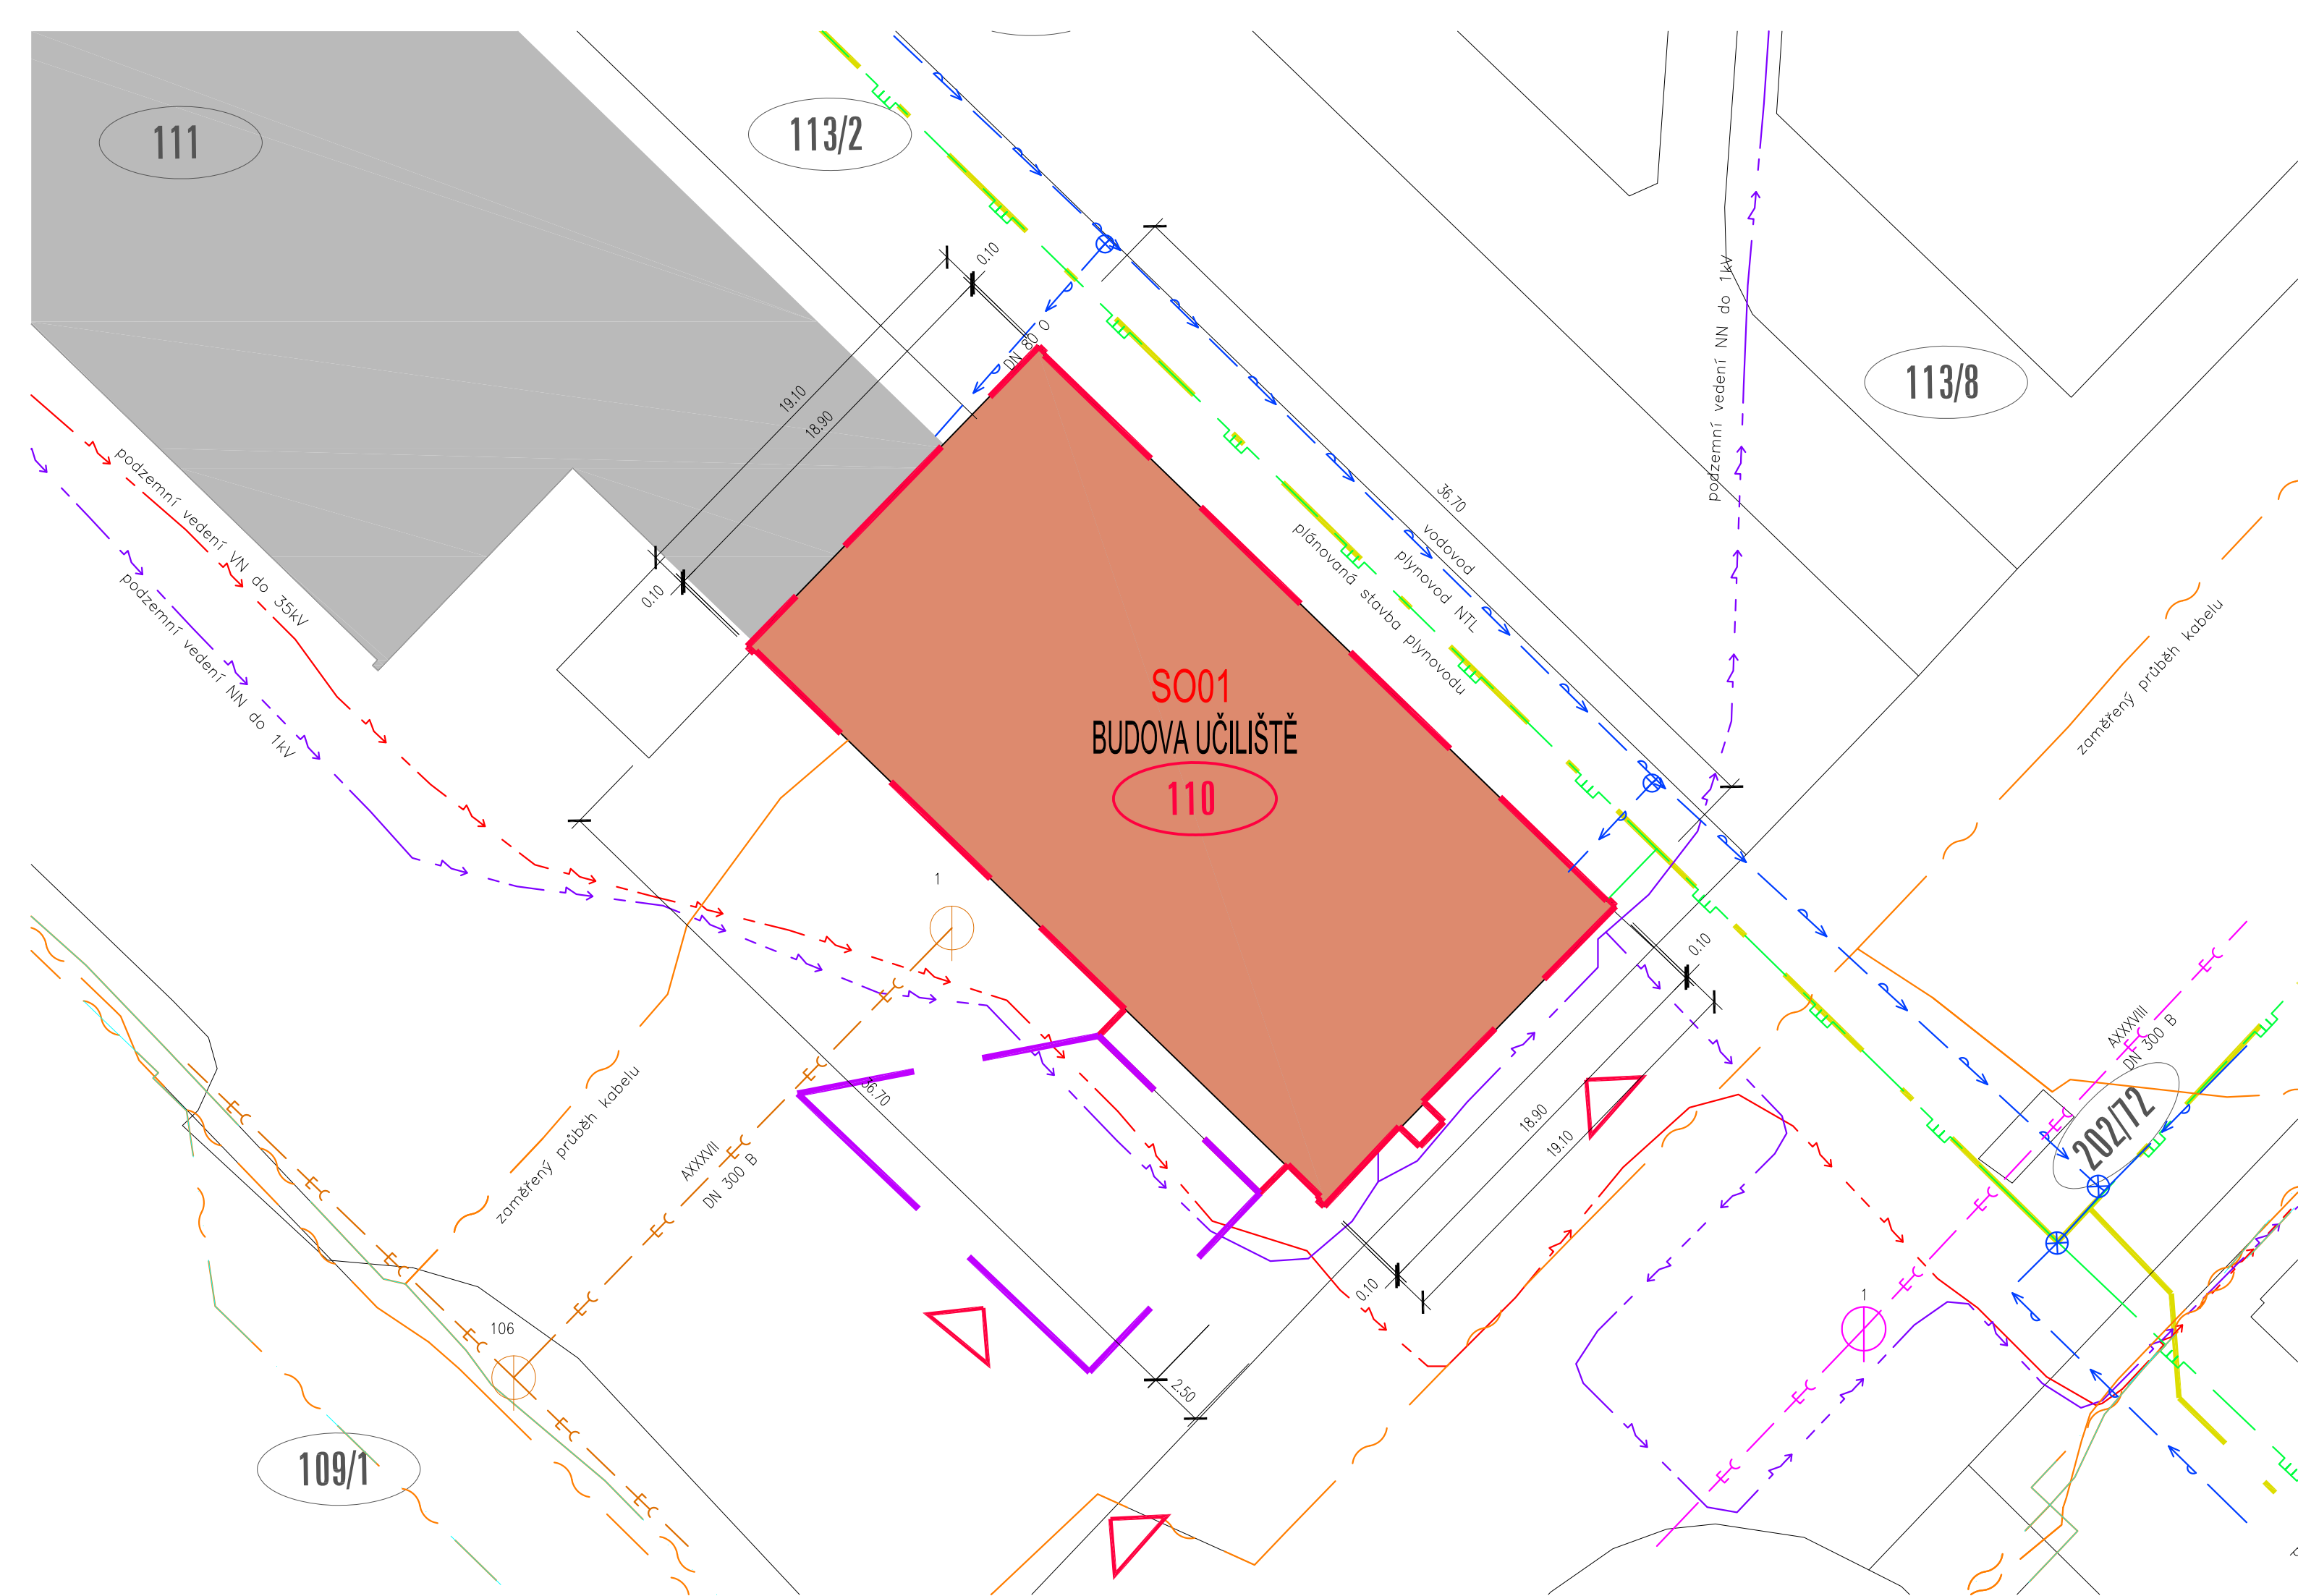 111
113/2
113/8
0.10
DN 80 O
19.10
18.90
0.10
podzemní vedení NN do 1kV
36.70
vodovod
plynovod NTL
plánovaná stavba plynovodu
podzemní vedení VN do 35kV
podzemní vedení NN do 1kV
zaměřený průběh kabelu
SO01
BUDOVA UČILIŠTĚ
110
1
0.10
AXXXVIII
DN 300 B
202/72
36.70
zaměřený průběh kabelu
AXXXVII
DN 300 B
18.90
19.10
0.10
106
1
2.50
109/1